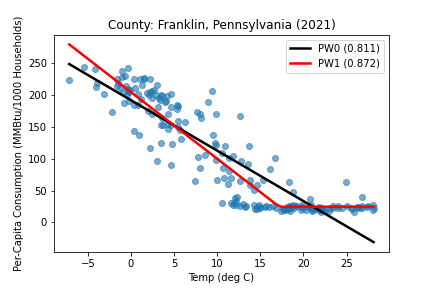 County: Franklin, Pennsylvania (2021)
Per-Capita Consumption (MMBtu/1000 Households)
PW0 (0.811)
PW1 (0.872)
250
200
150
100
50
0
−5
0
5
10
15
20
25
Temp (deg C)